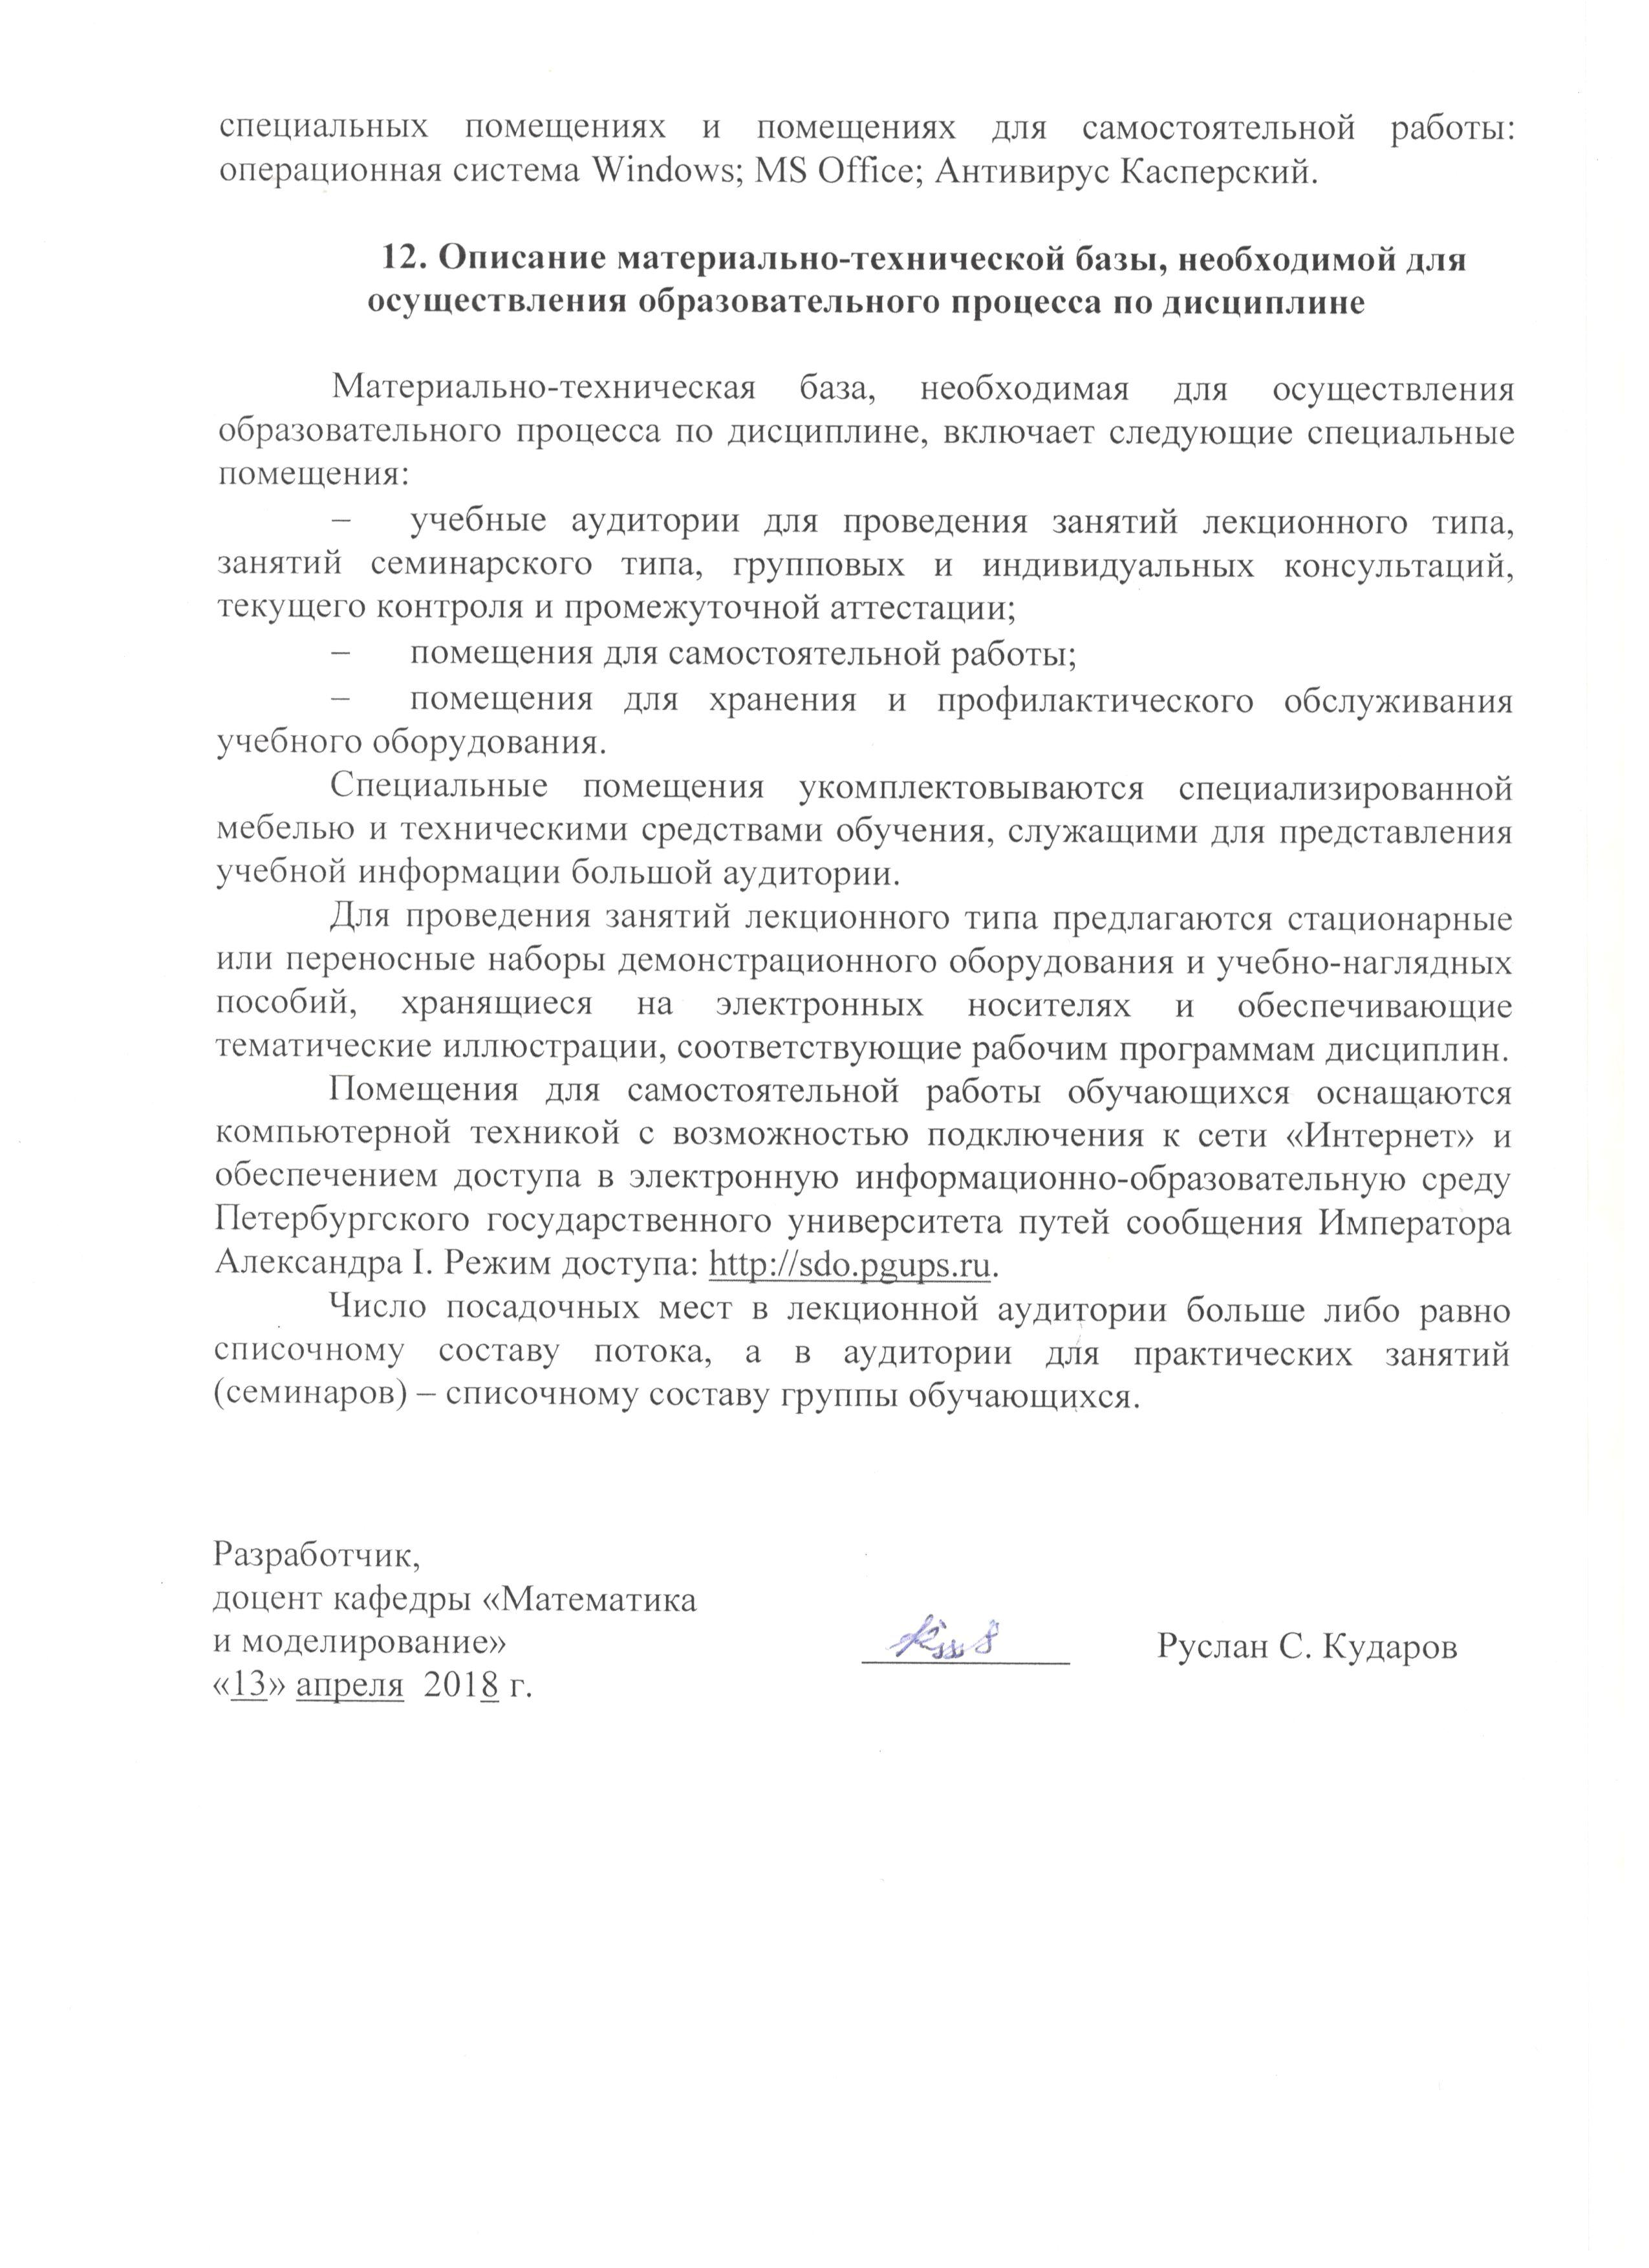 специальных помещениях и помещениях для самостоятельной работы:
операционная система Windows; MS Office; Антивирус Касперский.
12. Описание материально-технической базы, необходимой для
осуществления образовательного процесса по дисциплине
Материально-техническая база, необходимая для осуществления
образовательного процесса по дисциплине, включает следующие специальные
помещения:
– учебные аудитории для проведения занятий лекционного типа,
занятий семинарского типа, групповых и индивидуальных консультаций,
текущего контроля и промежуточной аттестации;
– помещения для самостоятельной работы;
– помещения для хранения и профилактического обслуживания
учебного оборудования.
Специальные помещения укомплектовываются специализированной
мебелью и техническими средствами обучения, служащими для представления
учебной информации большой аудитории.
Для проведения занятий лекционного типа предлагаются стационарные
или переносные наборы демонстрационного оборудования и учебно-наглядных
пособий, хранящиеся на электронных носителях и обеспечивающие
тематические иллюстрации, соответствующие рабочим программам дисциплин.
Помещения для самостоятельной работы обучающихся оснащаются
компьютерной техникой с возможностью подключения к сети «Интернет» и
обеспечением доступа в электронную информационно-образовательную среду
Петербургского государственного университета путей сообщения Императора
Александра I. Режим доступа: http://sdo.pgups.ru.
Число посадочных мест в лекционной аудитории больше либо равно
списочному составу потока, а в аудитории для практических занятий
(семинаров) – списочному составу группы обучающихся.
Разработчик,
доцент кафедры «Математика
и моделирование»
Руслан С. Кударов
«13» апреля 2018 г.